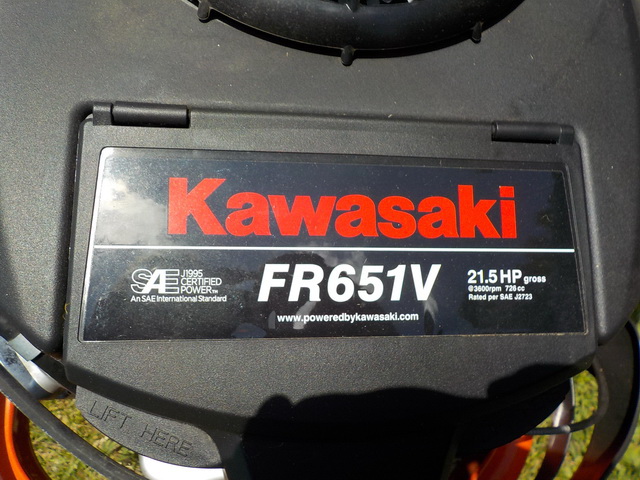 Kawasaki
SAE J1995
CERTIFIED
POWER™
An SAE International Standard
FR651V
21.5 HP gross
@3600rpm 726 cc
Rated per SAE J2723
www.poweredbykawasaki.com
LIFT HERE